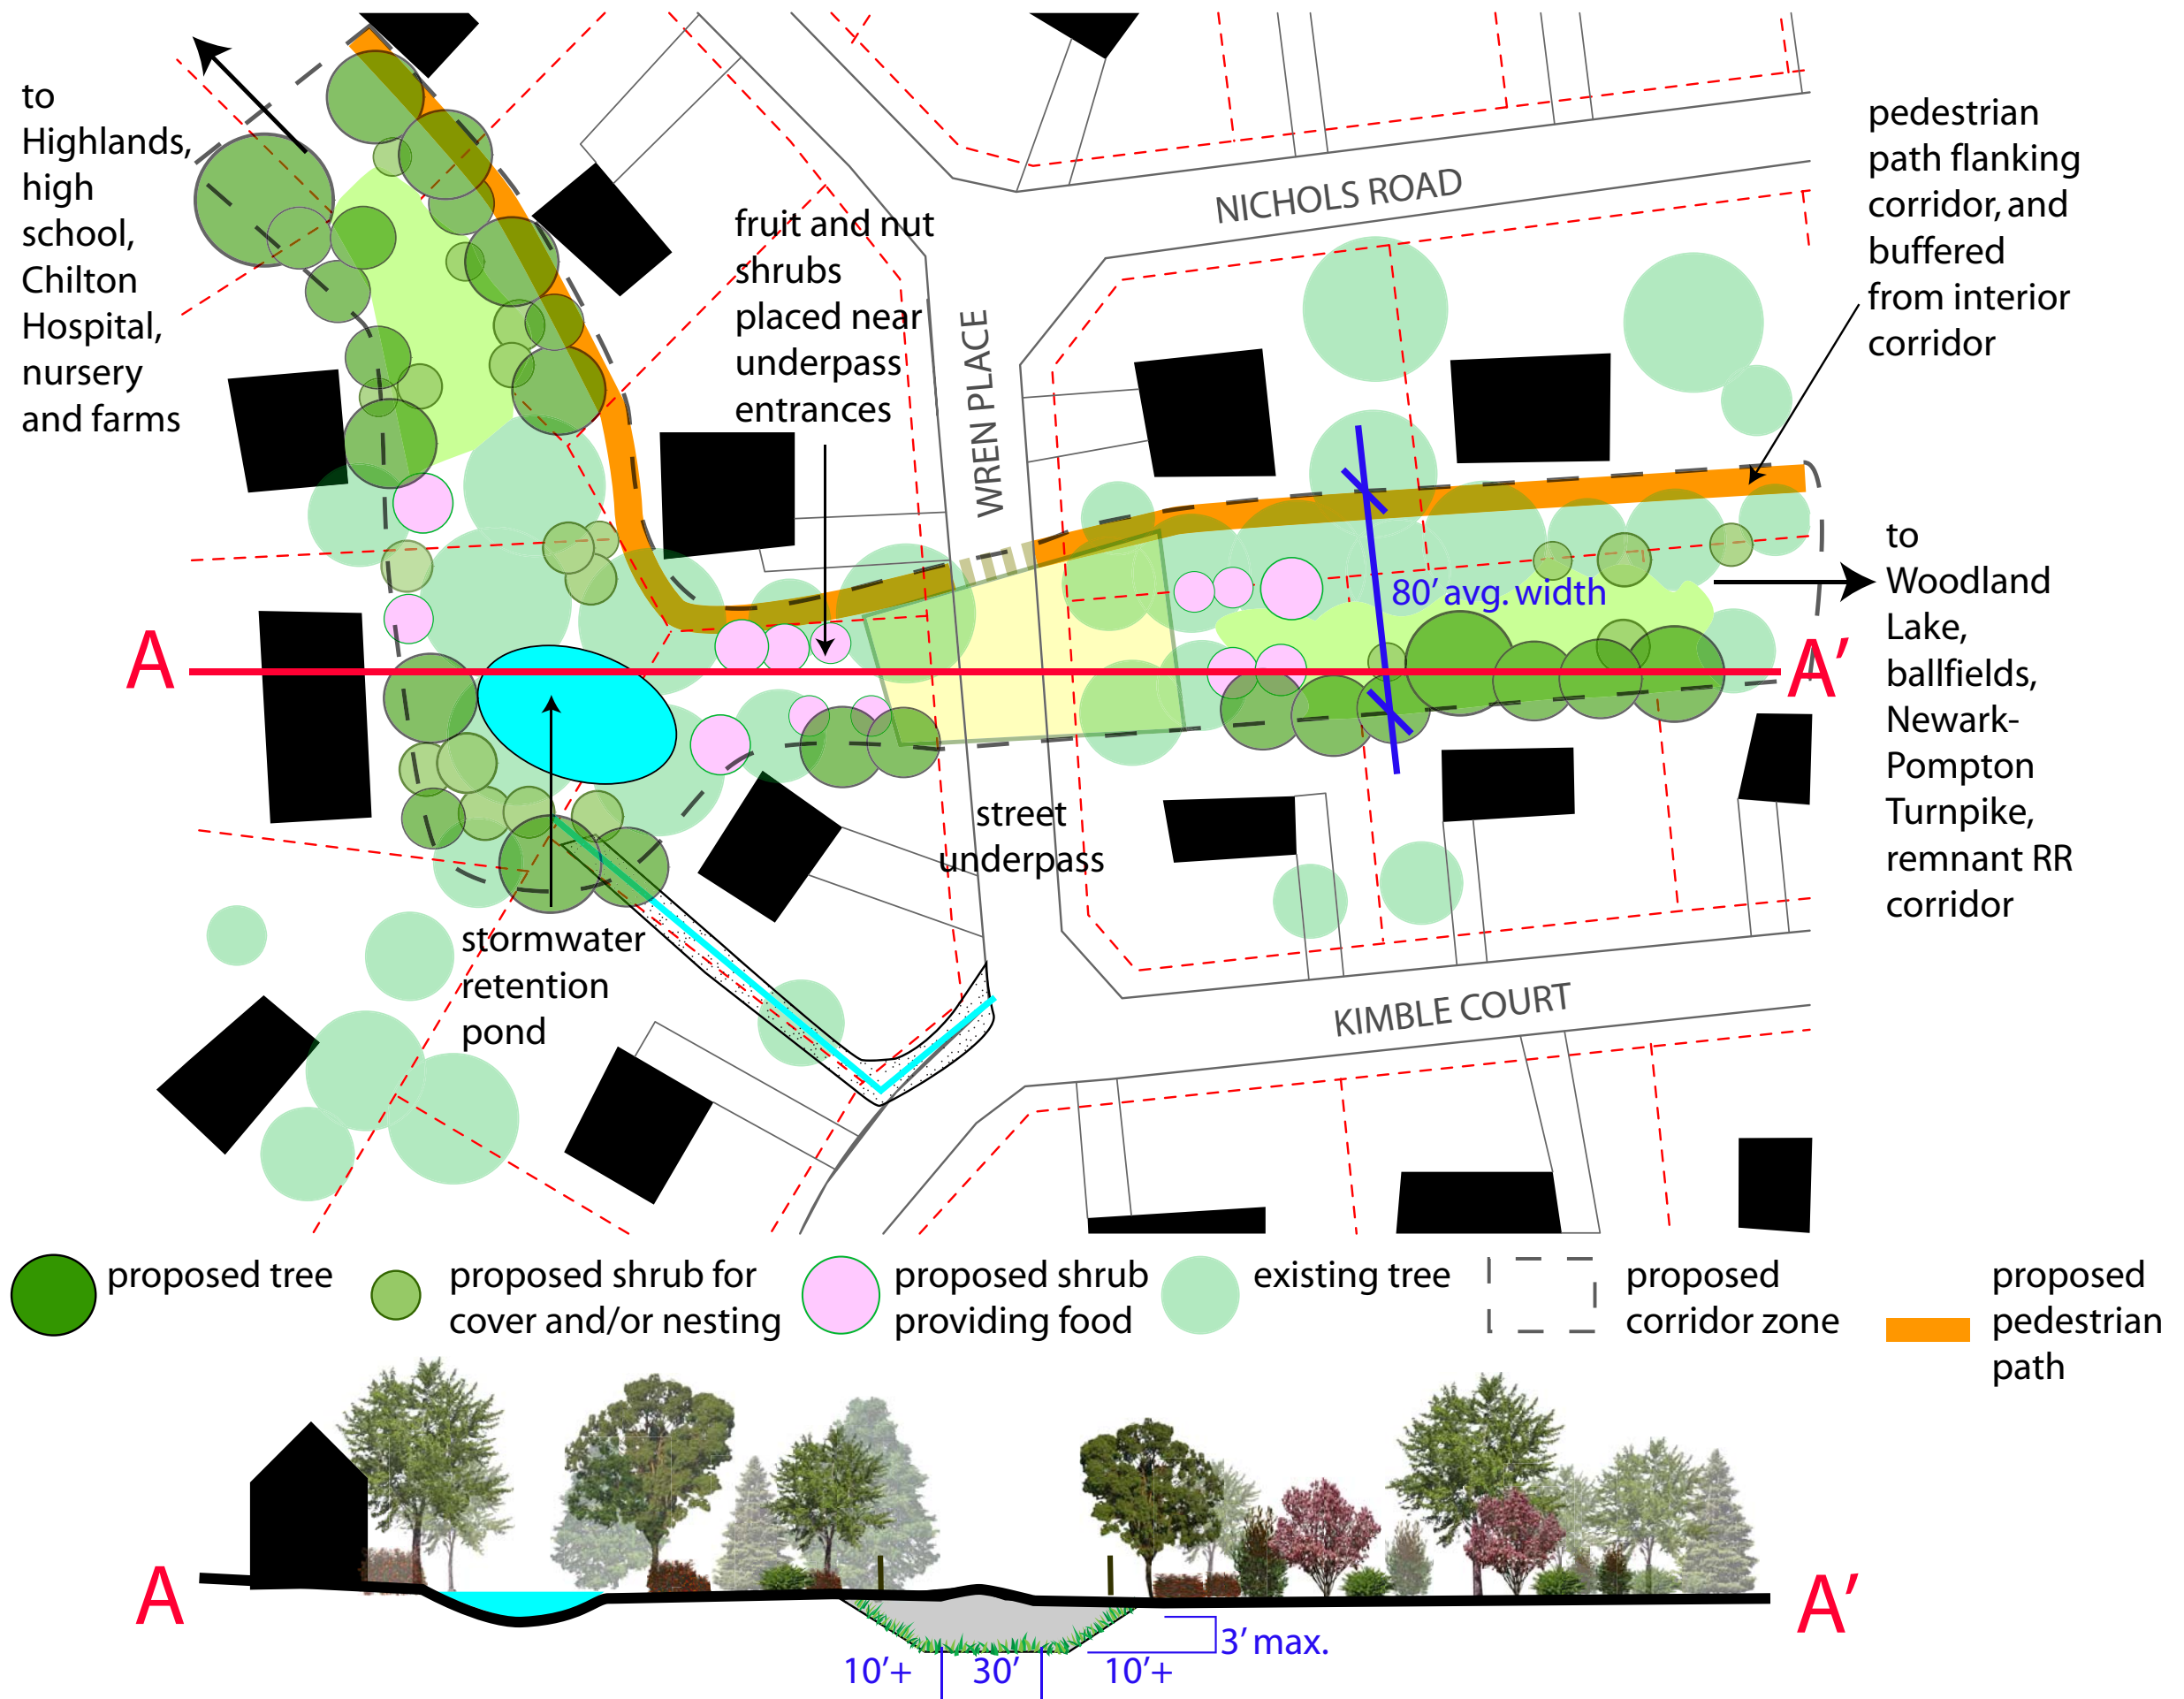 to
Highlands,
high
school,
Chilton
Hospital,
nursery
and farms
fruit and nut
shrubs
placed near
underpass
entrances
NICHOLS ROAD
WREN PLACE
pedestrian
path flanking
corridor, and
buffered
from interior
corridor
80’ avg. width
to
Woodland
Lake,
ballfields,
Newark-
Pompton
Turnpike,
remnant RR
corridor
A
A’
street
underpass
stormwater
retention
pond
KIMBLE COURT
proposed tree
proposed shrub for
cover and/or nesting
proposed shrub
providing food
existing tree
proposed
corridor zone
proposed
pedestrian
path
A
A’
3’ max.
10’+
30’
10’+